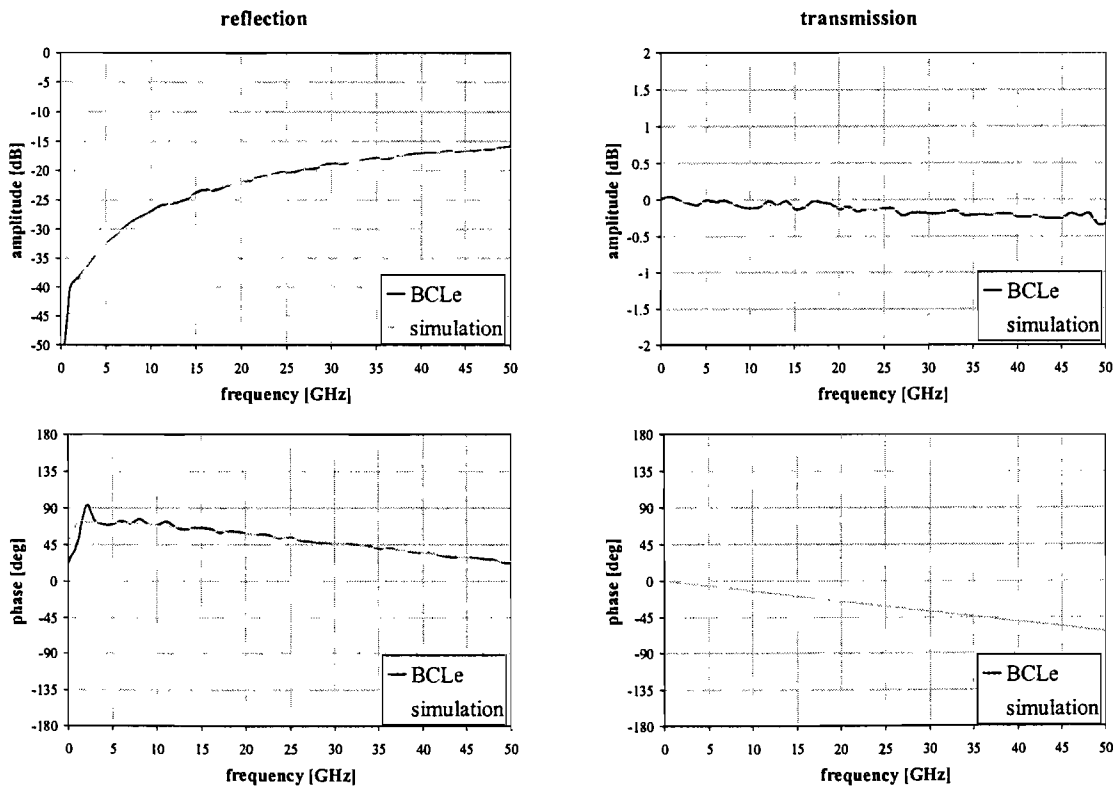 reflection
transmission
0
-5
-10
-15
-20
-25
-30
-35
-40
-45
-50
amplitude [dB]
BCLe
simulation
0 5 10 15 20 25 30 35 40 45 50
frequency [GHz]
2
1.5
1
0.5
0
-0.5
-1
-1.5
-2
amplitude [dB]
BCLe
simulation
0 5 10 15 20 25 30 35 40 45 50
frequency [GHz]
180
135
90
45
0
-45
-90
-135
-180
phase [deg]
BCLe
simulation
0 5 10 15 20 25 30 35 40 45 50
frequency [GHz]
180
135
90
45
0
-45
-90
-135
-180
phase [deg]
BCLe
simulation
0 5 10 15 20 25 30 35 40 45 50
frequency [GHz]